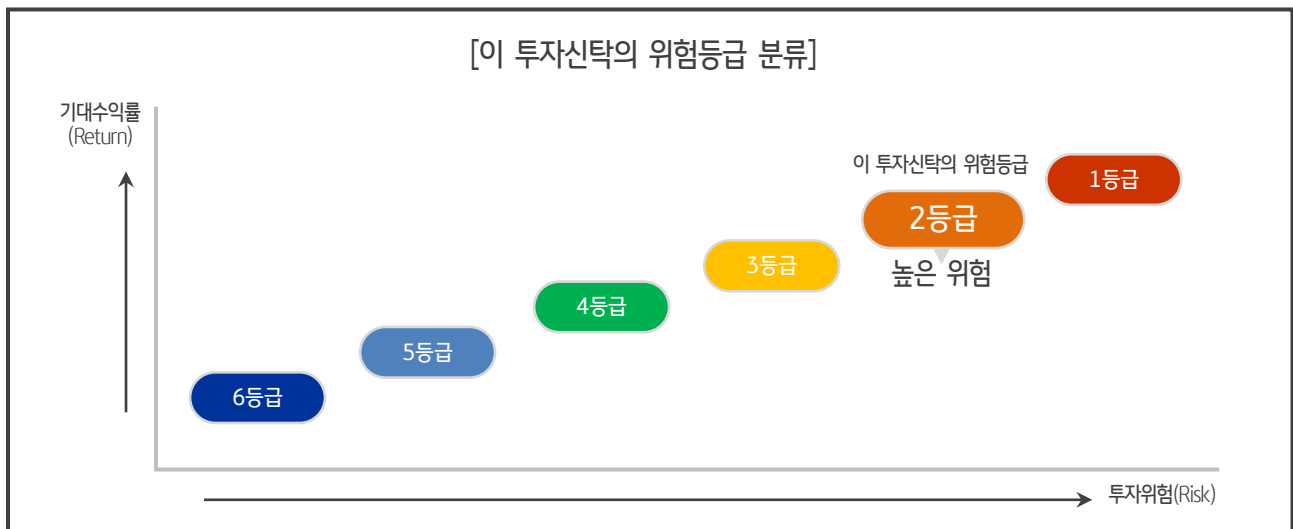 [이 투자신탁의 위험등급 분류]
기대수익률
(Return)
이 투자신탁의 위험등급
1등급
2등급
높은 위험
3등급
4등급
5등급
6등급
투자위험(Risk)